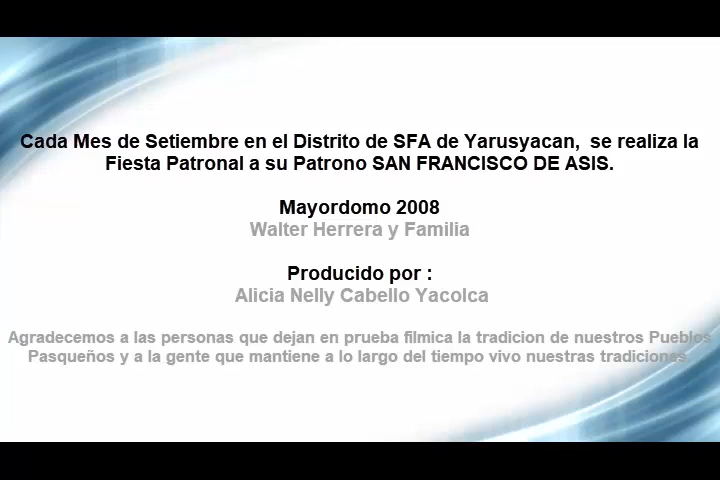 Cada Mes de Setiembre en el Distrito de SFA de Yarusyacan, se realiza la
Fiesta Patronal a su Patrono SAN FRANCISCO DE ASIS.
Mayordomo 2008
Walter Herrera y Familia
Producido por :
Alicia Nelly Cabello Yacolca
Agradecemos a las personas que dejan en prueba filmica la tradicion de nuestros Pueblos
Pasqueños y a la gente que mantiene a lo largo del tiempo vivo nuestras tradiciones.